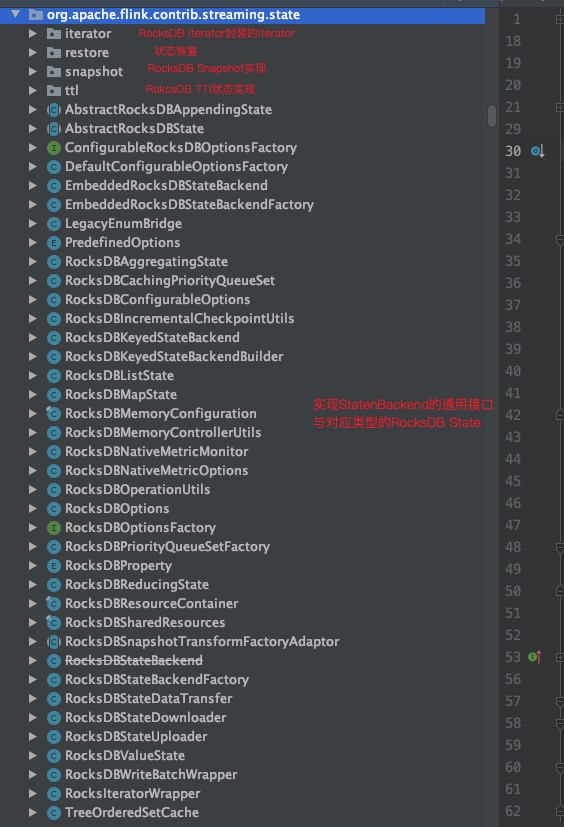 org.apache.flink.contrib.streaming.state 1
iterator RocksDB iterator封装的Iterator 18
restore 状态恢复 19
snapshot RocksDB Snapshot实现 20
ttl RokcsDB TTl状态实现
AbstractRocksDBAppendingState 21
AbstractRocksDBState 29
ConfigurableRocksDBOptionsFactory 30
DefaultConfigurableOptionsFactory 31
EmbeddedRocksDBStateBackend 32
EmbeddedRocksDBStateBackendFactory 33
LegacyEnumBridge
PredefinedOptions 34
RocksDBAggregatingState 35
RocksDBCachingPriorityQueueSet 36
RocksDBConfigurableOptions 37
RocksDBIncrementalCheckpointUtils 38
RocksDBKeyedStateBackend
RocksDBKeyedStateBackendBuilder 39
RocksDBListState 40
RocksDBMapState 41
实现StatenBackend的通用接口
RocksDBMemoryConfiguration 42
与对应类型的RocksDB State
RocksDBMemoryControllerUtils 43
RocksDBNativeMetricMonitor 44
RocksDBNativeMetricOptions 45
RocksDBOperationUtils
RocksDBOptions 46
RocksDBOptionsFactory 47
RocksDBPriorityQueueSetFactory 48
RocksDBProperty 49
RocksDBReducingState 50
RocksDBResourceContainer 51
RocksDBSharedResources
RocksDBSnapshotTransformFactoryAdaptor 52
RocksDBStateBackend 53
RocksDBStateBackendFactory 56
RocksDBStateDataTransfer 57
RocksDBStateDownloader 58
RocksDBStateUploader 59
RocksDBValueState
RocksDBWriteBatchWrapper 60
RocksIteratorWrapper 61
TreeOrderedSetCache 62